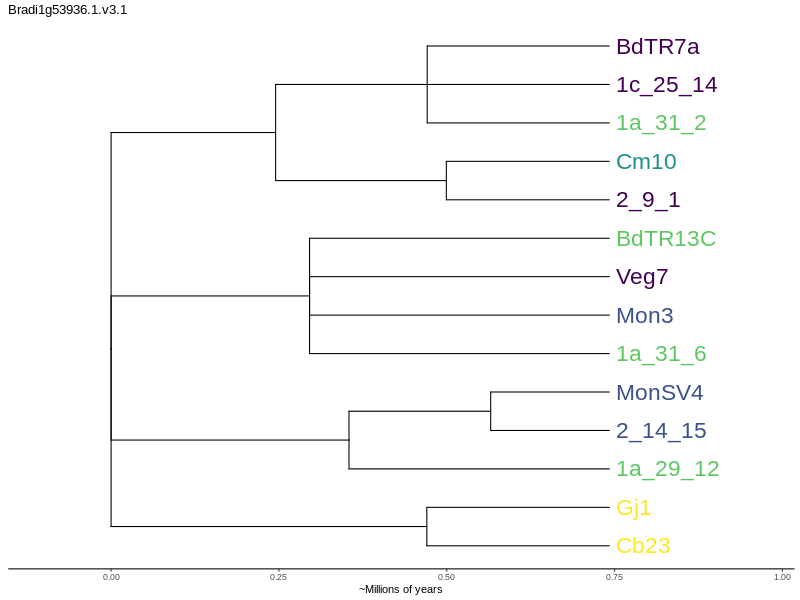 Bradi1g53936.1.v3.1
BdTR7a
1c_25_14
1a_31_2
Cm10
2_9_1
BdTR13C
Veg7
Mon3
1a_31_6
MonSV4
2_14_15
1a_29_12
Gj1
Cb23
0.00 0.25 0.50 0.75 1.00
~Millions of years